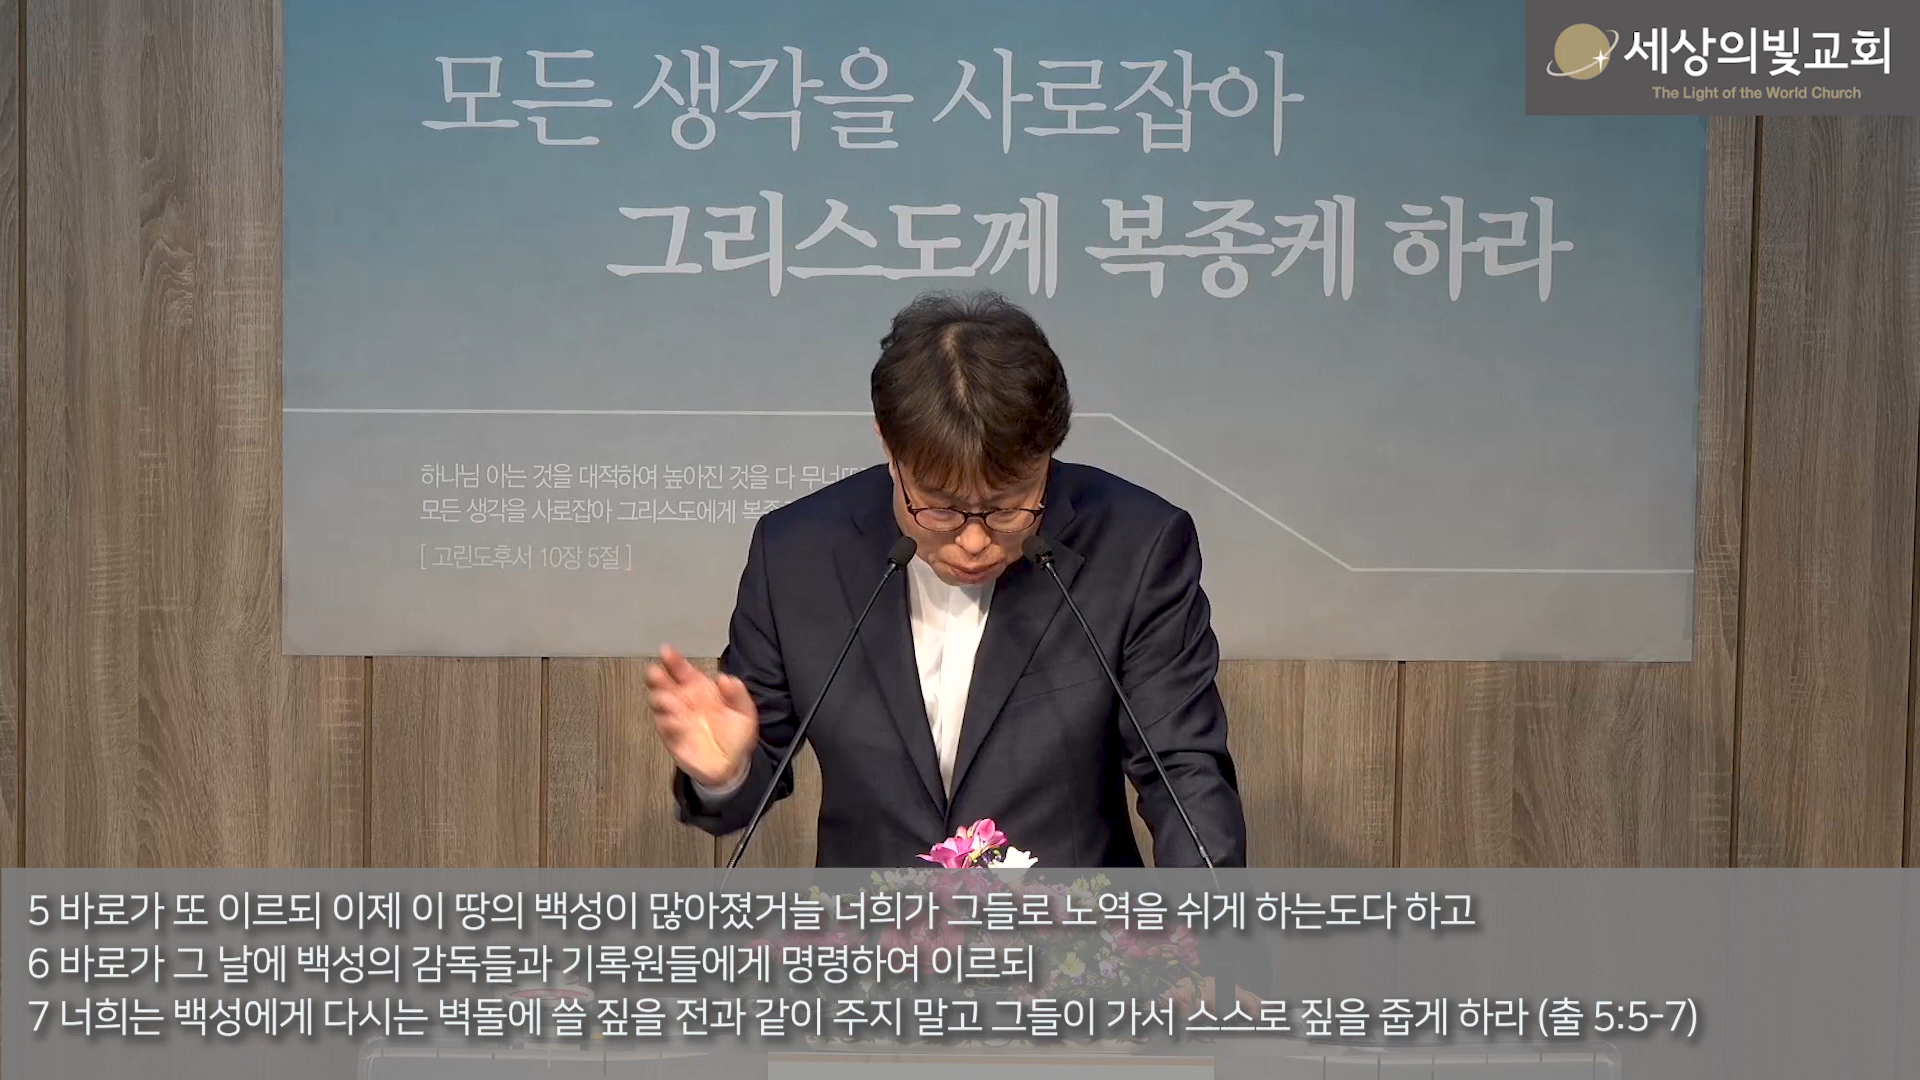 세상의빛교회
The Light of the World Church
모든 생각을 사로잡아
그리스도께 복종케 하라
하나님 아는 것을 대적하여 높아진 것을 다
모든 생각을 사로잡아 그리스도에게
[ 고린도후서 10장 5절 ]
5 바로가 또 이르되 이제 이 땅의 백성이 많아졌거늘 너희가 그들로 노역을 쉬게 하는도다 하고
6 바로가 그 날에 백성의 감독들과 기록원들에게 명령하여 이르되
7 너희는 백성에게 다시는 벽돌에 쓸 짚을 전과 같이 주지 말고 그들이 가서 스스로 짚을 줍게 하라 (출 5:5-7)